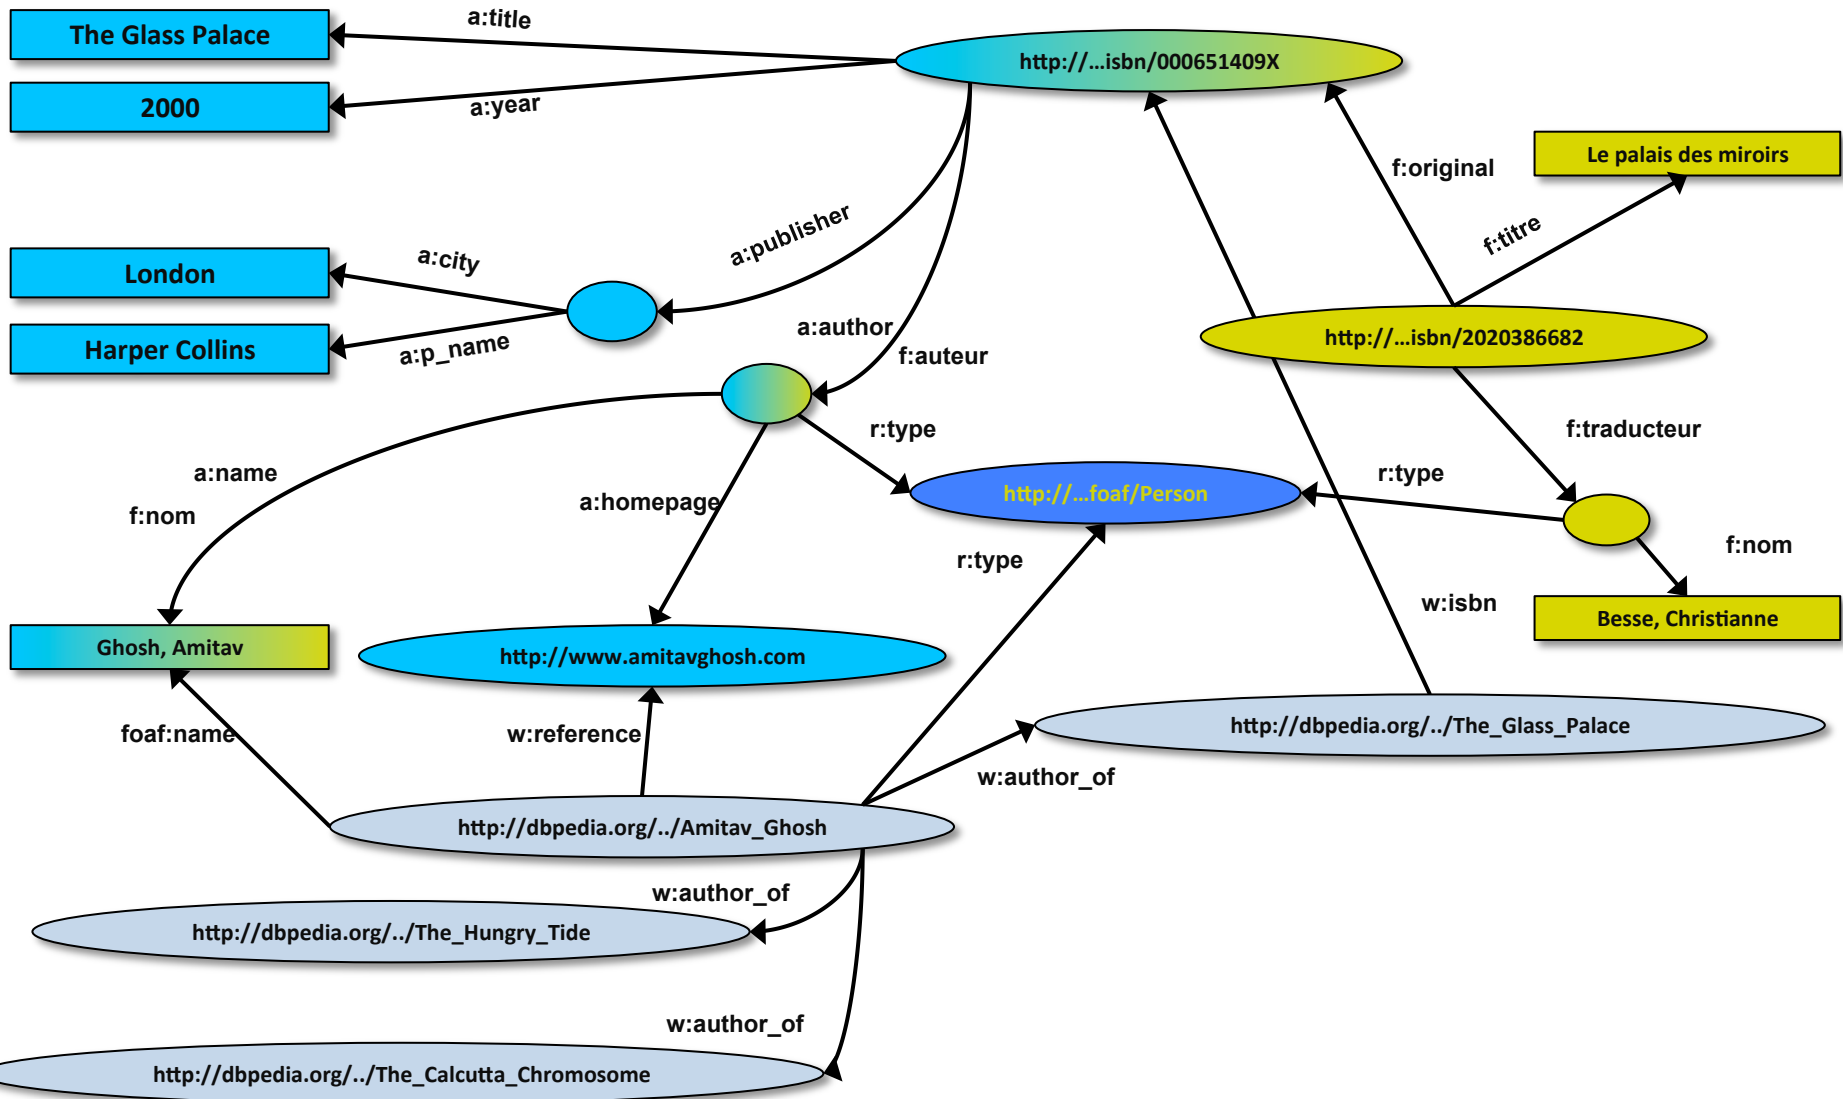 a:title
The Glass Palace
http://...isbn/000651409X
2000
a:year
Le palais des miroirs
f:original
a:publisher
f:titre
a:city
London
a:author
http://...isbn/2020386682
Harper Collins
a:p_name
f:auteur
r:type
f:traducteur
a:name
r:type
http://...foaf/Person
a:homepage
f:nom
f:nom
r:type
w:isbn
Besse, Christianne
Ghosh, Amitav
http://www.amitavghosh.com
foaf:name
w:reference
http://dbpedia.org/../The_Glass_Palace
w:author_of
http://dbpedia.org/../Amitav_Ghosh
w:author_of
http://dbpedia.org/../The_Hungry_Tide
w:author_of
http://dbpedia.org/../The_Calcutta_Chromosome